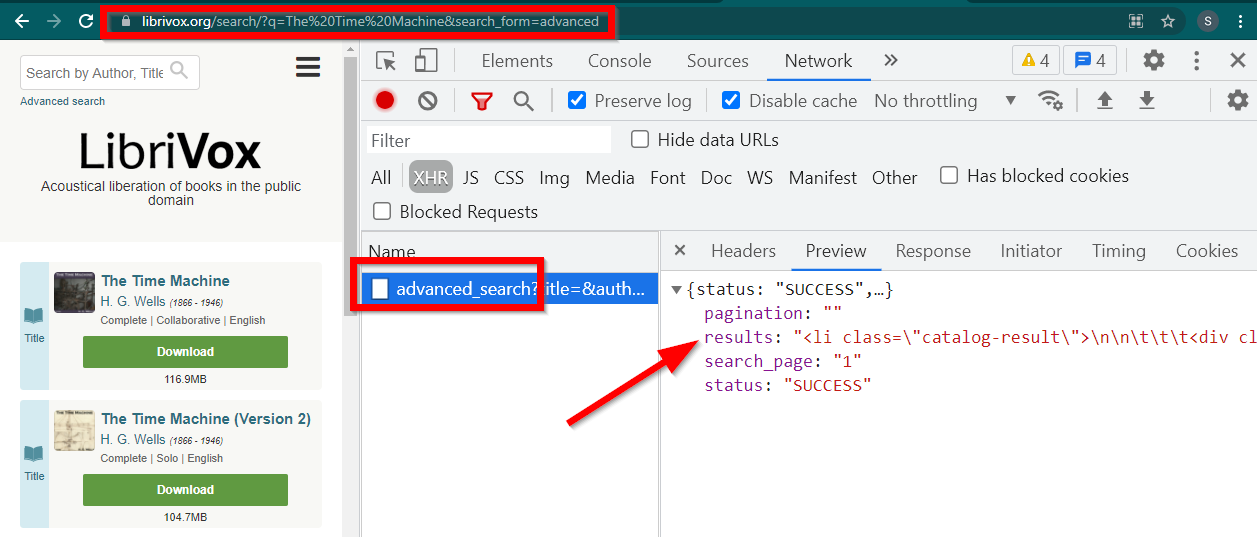 librivox.org/search/?q=The%20Time%20Machine&search_form=advanced
S
Search by Author, Title
Advanced search
LibriVox
Acoustical liberation of books in the public
domain
Title
The Time Machine
H. G. Wells (1866 - 1946)
Complete | Collaborative | English
Download
116.9MB
Title
The Time Machine (Version 2)
H. G. Wells (1866 - 1946)
Complete | Solo | English
Download
104.7MB
Elements Console Sources Network » 4 4
Preserve log Disable cache No throttling
Filter Hide data URLs
All XHR JS CSS Img Media Font Doc WS Manifest Other Has blocked cookies
Blocked Requests
Name
advanced_search?title=&auth...
Headers Preview Response Initiator Timing Cookies
{status: "SUCCESS",…}
pagination: ""
results: "<li class=\"catalog-result\">\n\n\t\t\t<div cl
search_page: "1"
status: "SUCCESS"